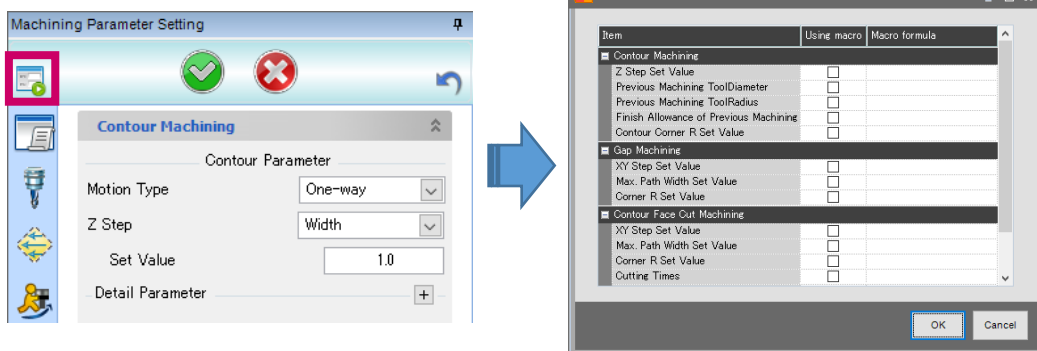 Machining Parameter Setting
Contour Machining
Contour Parameter
Motion Type One-way
Z Step Width
Set Value 1.0
Detail Parameter +
Item Using macro Macro formula
Contour Machining
Z Step Set Value
Previous Machining ToolDiameter
Previous Machining ToolRadius
Finish Allowance of Previous Machining
Contour Corner R Set Value
Gap Machining
XY Step Set Value
Max. Path Width Set Value
Corner R Set Value
Contour Face Cut Machining
XY Step Set Value
Max. Path Width Set Value
Corner R Set Value
Cutting Times
OK Cancel